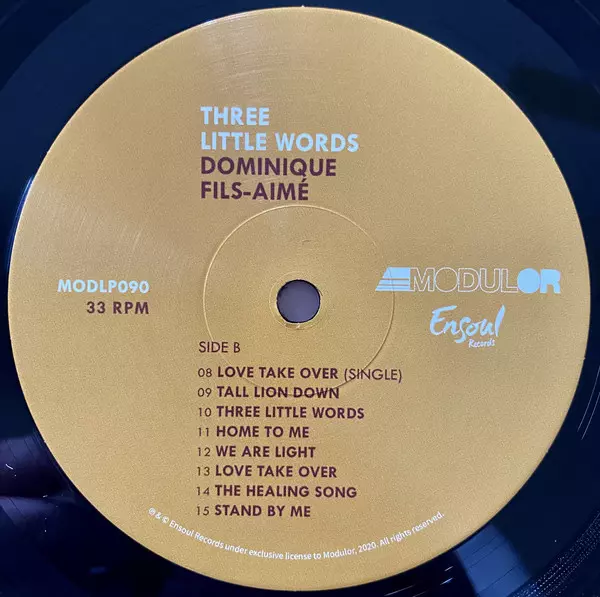 THREE
LITTLE WORDS
DOMINIQUE
FILS-AIMÉ
MODLP090
33 RPM
MODULOR
Ensoul
Records
SIDE B
08 LOVE TAKE OVER (SINGLE)
09 TALL LION DOWN
10 THREE LITTLE WORDS
11 HOME TO ME
12 WE ARE LIGHT
13 LOVE TAKE OVER
14 THE HEALING SONG
15 STAND BY ME
℗ & © Ensoul Records under exclusive license to Modulor, 2020. All rights reserved.